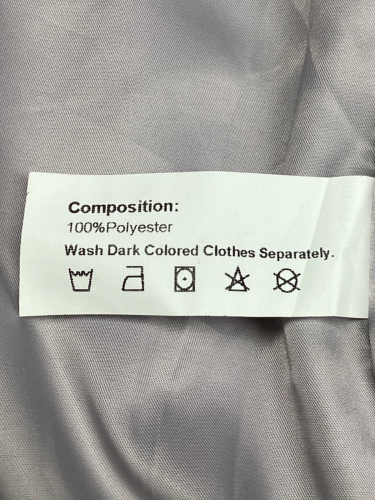 Composition:
100%Polyester
Wash Dark Colored Clothes Separately.